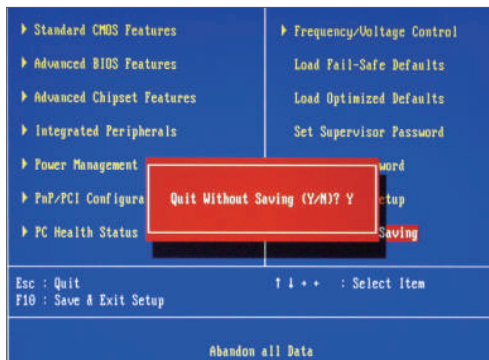 ▸ Standard CMOS Features
▸ Advanced BIOS Features
▸ Advanced Chipset Features
▸ Integrated Peripherals
▸ Power Management
▸ PnP/PCI Configura
▸ PC Health Status
▸ Frequency/Voltage Control
Load Fail-Safe Defaults
Load Optimized Defaults
Set Supervisor Password
word
etup
Saving
Quit Without Saving (Y/N)? Y
Esc : Quit
F10 : Save & Exit Setup
↑ ↓ → ← : Select Item
Abandon all Data